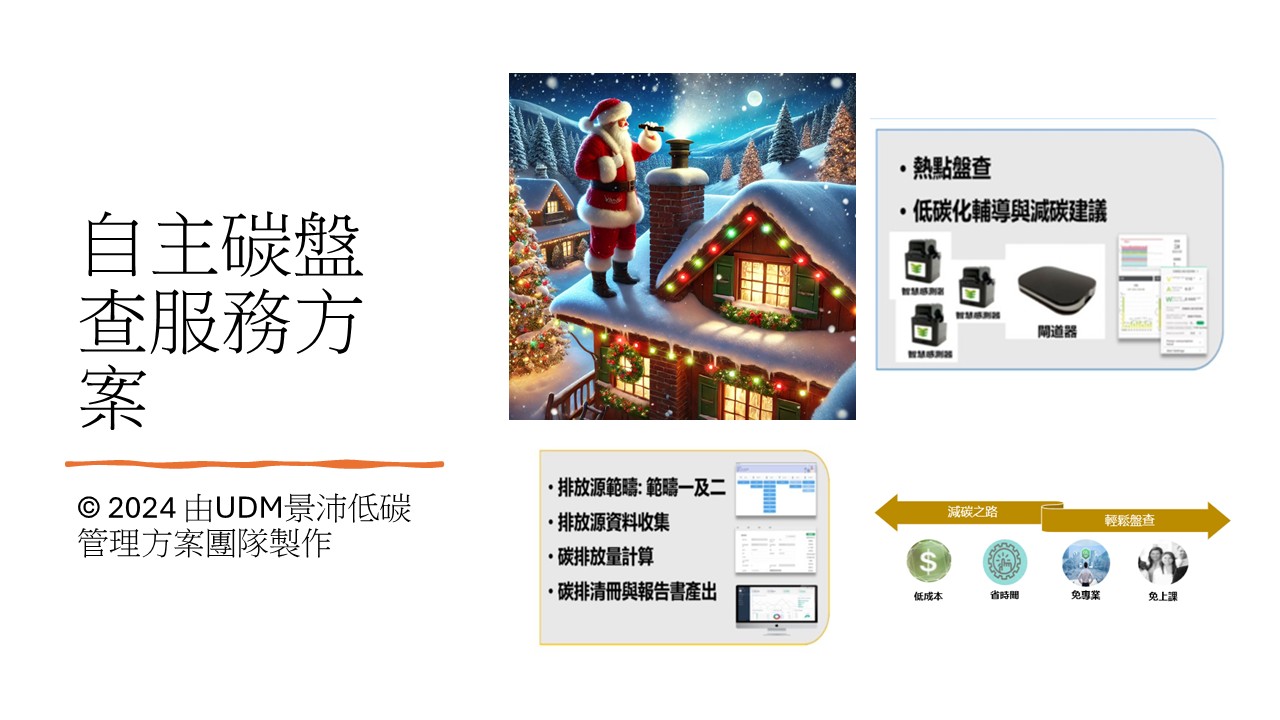 自主碳盤
查服務方
案
© 2024 由UDM景沛低碳
管理方案團隊製作
• 熱點盤查
• 低碳化輔導與減碳建議
智慧感測器
智慧感測器
智慧感測器
閘道器
• 排放源範疇: 範疇一及二
• 排放源資料收集
• 碳排放量計算
• 碳排清冊與報告書產出
減碳之路
輕鬆盤查
低成本
省時間
免專業
免上課